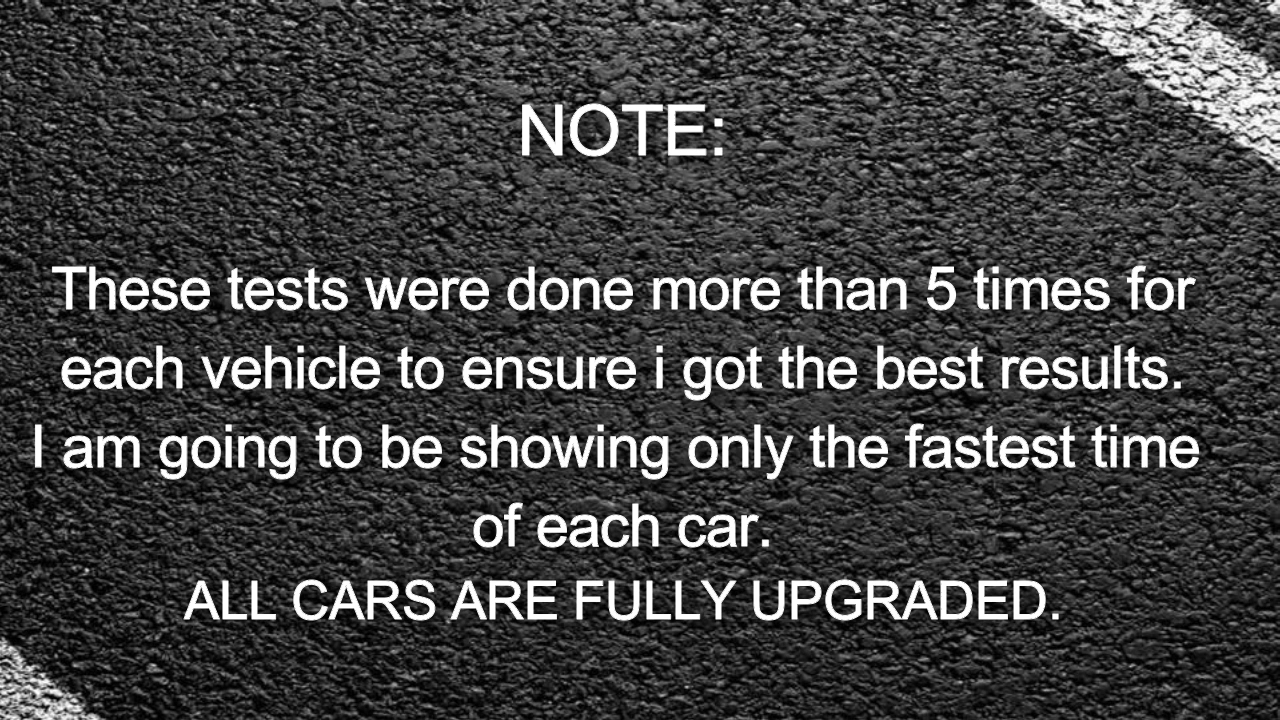 NOTE:
These tests were done more than 5 times for
each vehicle to ensure i got the best results.
I am going to be showing only the fastest time
of each car.
ALL CARS ARE FULLY UPGRADED.